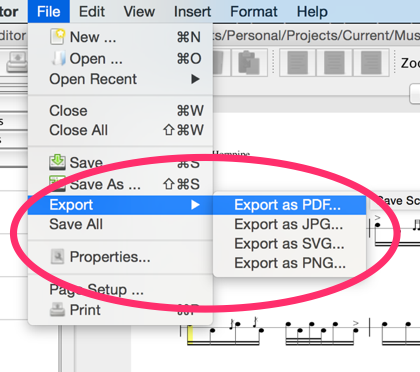 tor File Edit View Insert Format Help
ditor ts/Personal/Projects/Current/Mus
New ... ⌘N
Open ... ⌘O
Zoo
Open Recent ▶
Close ⌘W
Close All ⇧⌘W
Save ⌘S
Save As ... ⇧⌘S
Export ▶
Export as PDF...
Save Sc
Save All
Export as JPG...
Export as SVG...
Export as PNG...
Properties...
Page Setup ...
Print ⌘P